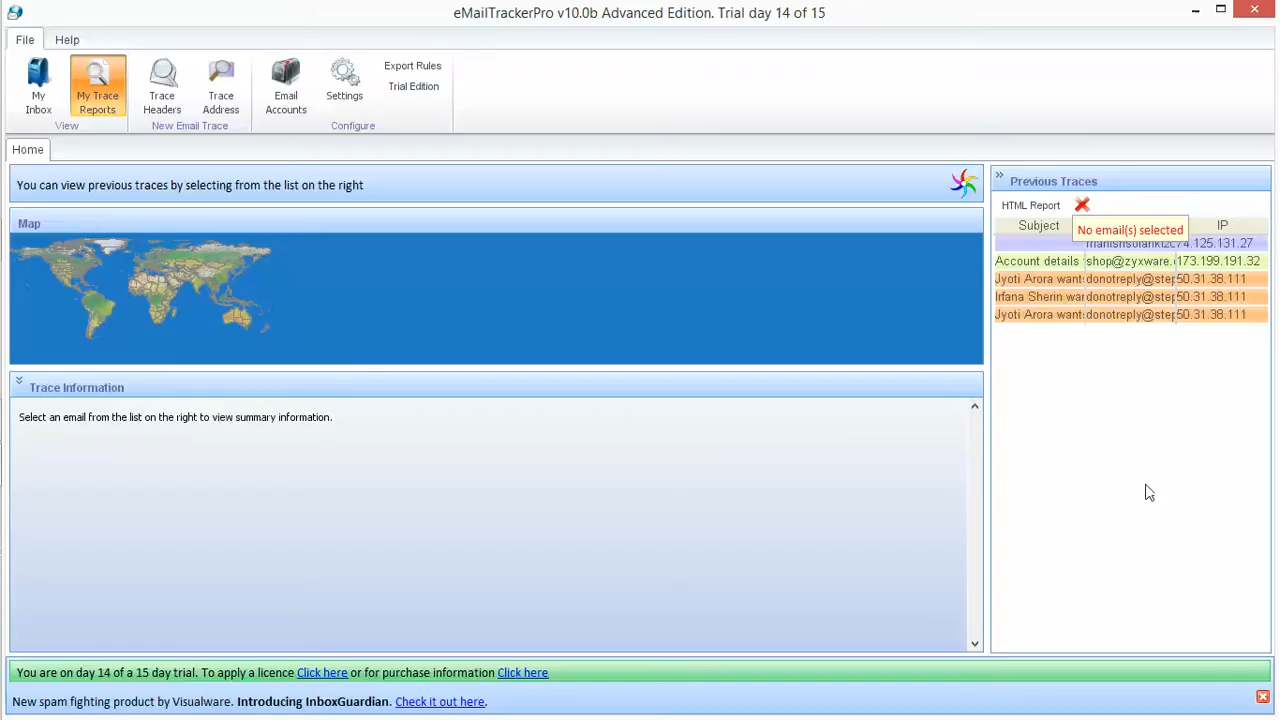 eMailTrackerPro v10.0b Advanced Edition. Trial day 14 of 15
File Help
My Inbox
My Trace Reports
Trace Headers
Trace Address
Email Accounts
Settings
Export Rules
Trial Edition
View
New Email Trace
Configure
Home
You can view previous traces by selecting from the list on the right
Map
Trace Information
Select an email from the list on the right to view summary information.
Previous Traces
HTML Report
No email(s) selected
Subject IP
74.125.131.27
Account details shop@zyxware. 173.199.191.32
Jyoti Arora want donotreply@step 50.31.38.111
Irfana Sherin war donotreply@step 50.31.38.111
Jyoti Arora want donotreply@step 50.31.38.111
You are on day 14 of a 15 day trial. To apply a licence Click here or for purchase information Click here
New spam fighting product by Visualware. Introducing InboxGuardian. Check it out here.